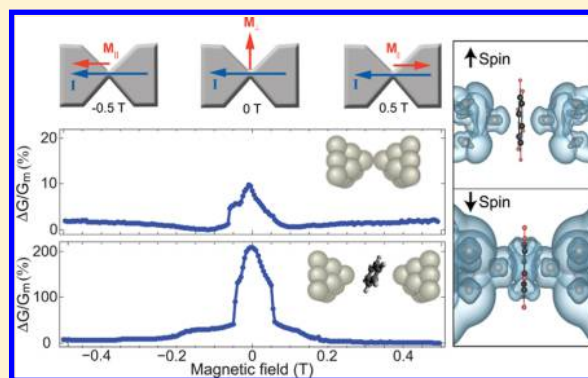 M||
M⊥
M||
I
I
I
-0.5 T
0 T
0.5 T
20
10
0
ΔG/Gm (%)
200
100
0
ΔG/Gm (%)
−0.4 −0.2 0 0.2 0.4
Magnetic field (T)
↑ Spin
↓ Spin